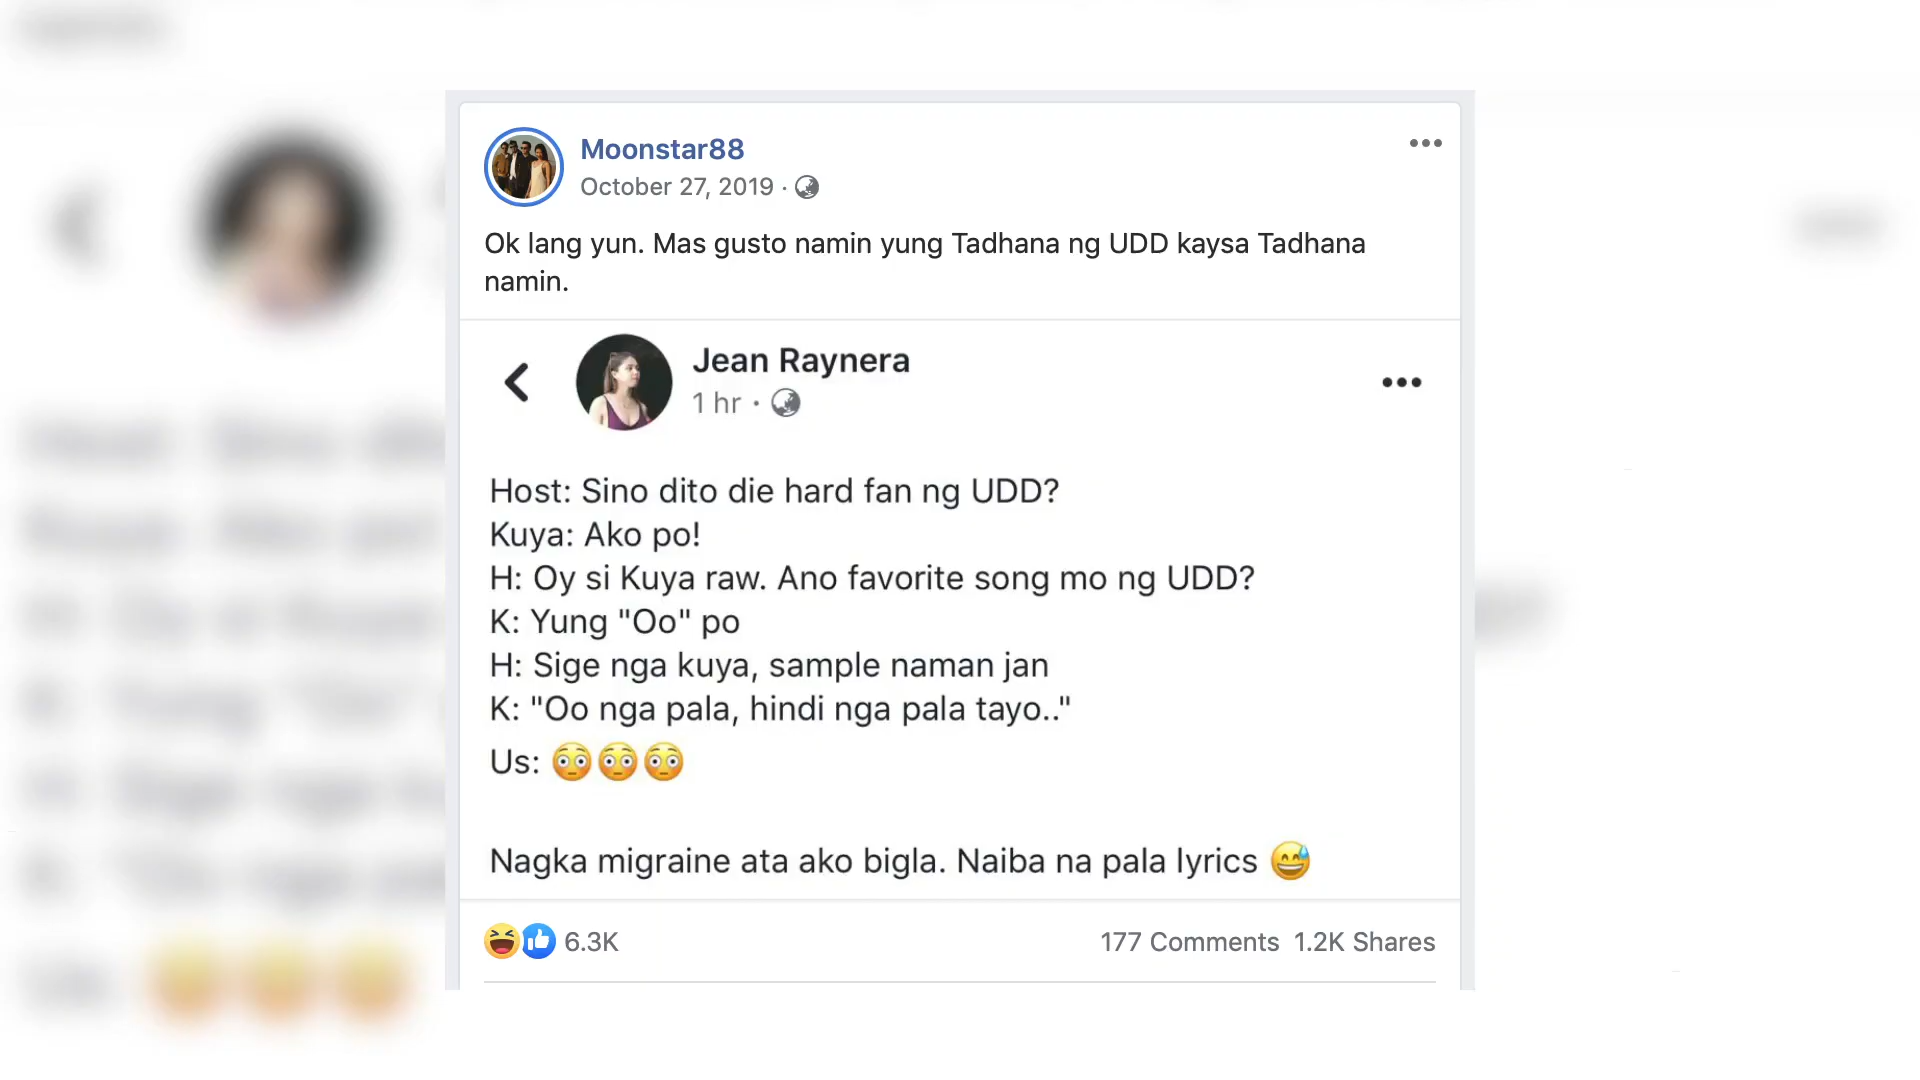 Moonstar88
October 27, 2019 ·
Ok lang yun. Mas gusto namin yung Tadhana ng UDD kaysa Tadhana
namin.
Jean Raynera
1 hr ·
Host: Sino dito die hard fan ng UDD?
Kuya: Ako po!
H: Oy si Kuya raw. Ano favorite song mo ng UDD?
K: Yung "Oo" po
H: Sige nga kuya, sample naman jan
K: "Oo nga pala, hindi nga pala tayo.."
Us: 😳😳😳
Nagka migraine ata ako bigla. Naiba na pala lyrics 😅
6.3K 177 Comments 1.2K Shares